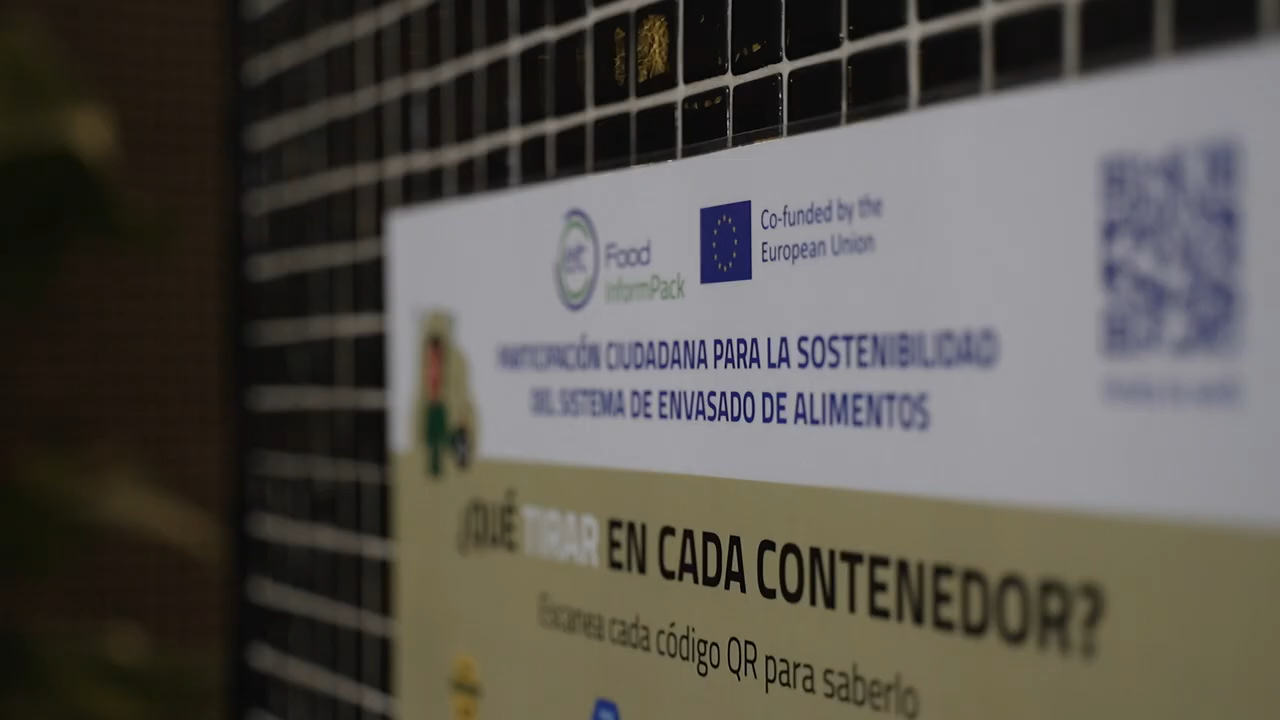 eit Food
InformPack
Co-funded by the
European Union
PARTICIPACIÓN CIUDADANA PARA LA SOSTENIBILIDAD
DEL SISTEMA DE ENVASADO DE ALIMENTOS
¿QUÉ TIRAR EN CADA CONTENEDOR?
Escanea cada código QR para saberlo